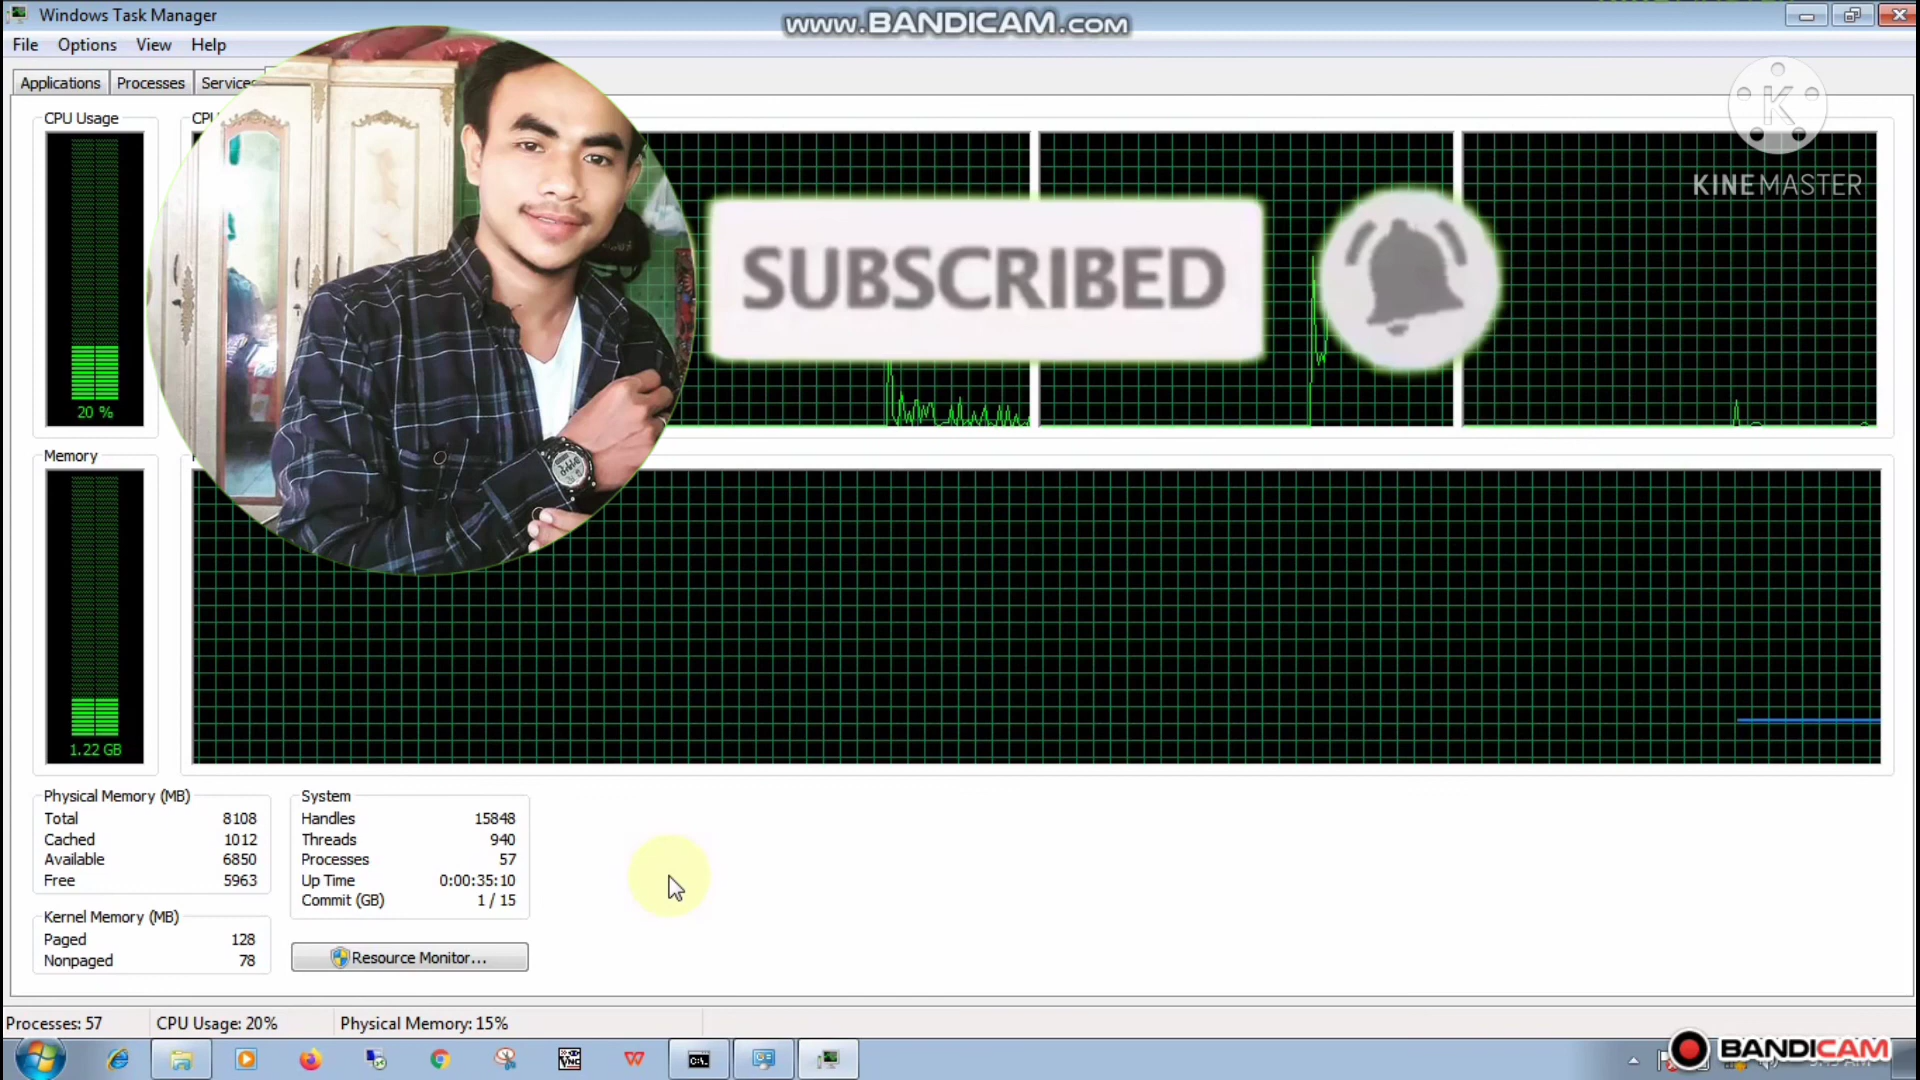 Windows Task Manager
www.BANDICAM.com
File Options View Help
Applications Processes Services
K
KINEMASTER
CPU Usage
CPU
20 %
SUBSCRIBED
Memory
1.22 GB
Physical Memory (MB)
Total 8108
Cached 1012
Available 6850
Free 5963
Kernel Memory (MB)
Paged 128
Nonpaged 78
System
Handles 15848
Threads 940
Processes 57
Up Time 0:00:35:10
Commit (GB) 1 / 15
Resource Monitor...
Processes: 57 CPU Usage: 20% Physical Memory: 15%
BANDICAM